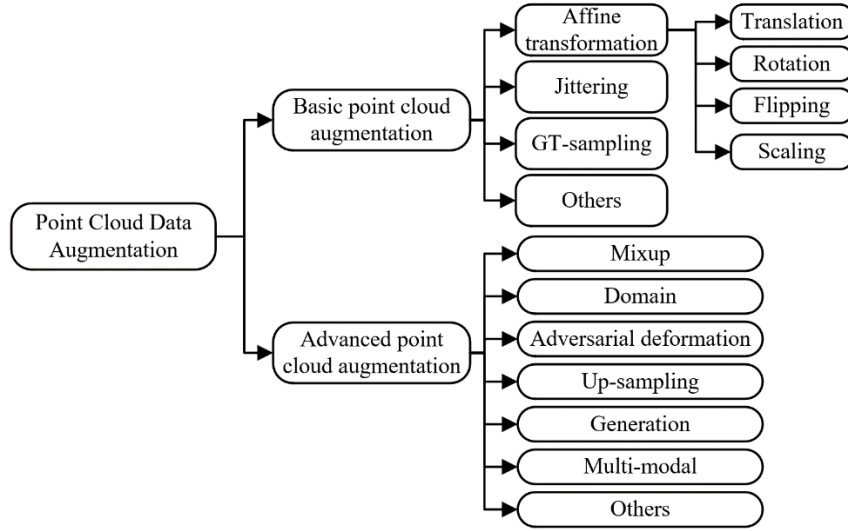 Point Cloud Data
Augmentation
Basic point cloud
augmentation
Affine
transformation
Translation
Rotation
Flipping
Scaling
Jittering
GT-sampling
Others
Advanced point
cloud augmentation
Mixup
Domain
Adversarial deformation
Up-sampling
Generation
Multi-modal
Others